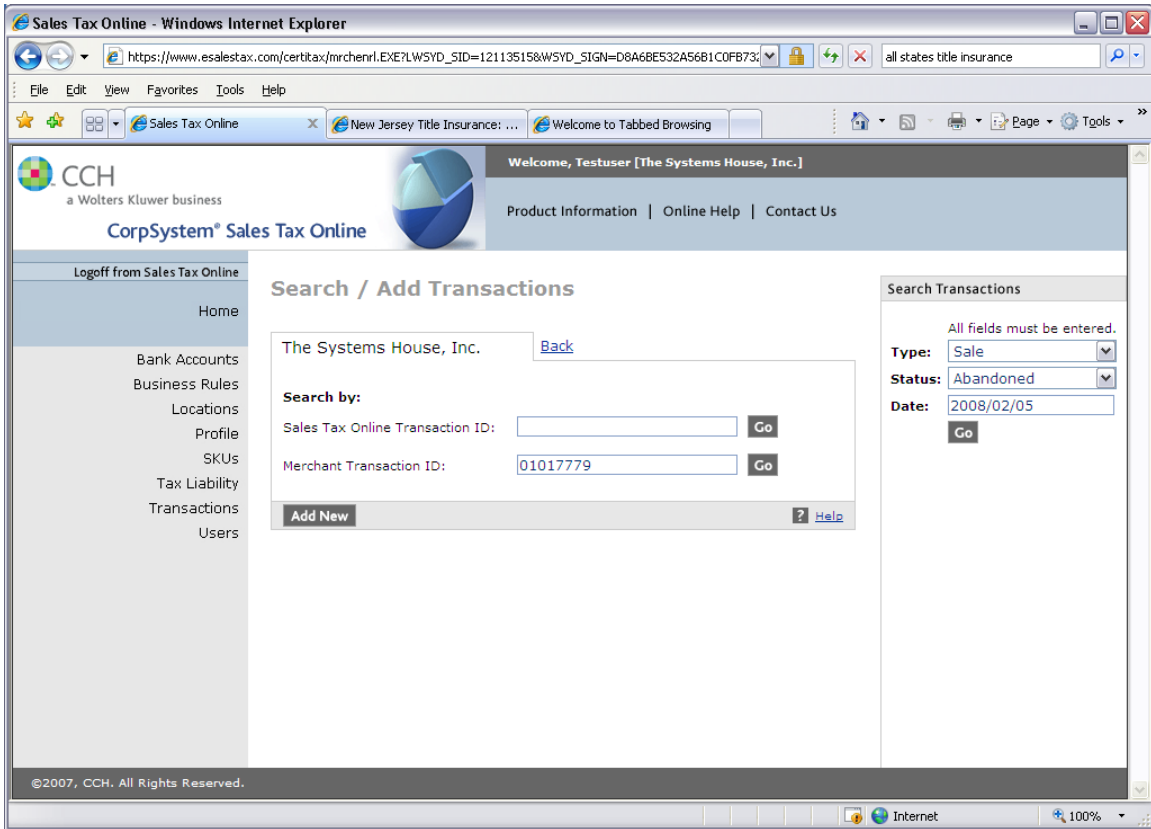 Sales Tax Online - Windows Internet Explorer
https://www.esalestax.com/certitax/mrchenrl.EXE?LWSYD_SID=12113515&WSYD_SIGN=D8A6BE532A56B1C0FB732
all states title insurance
File Edit View Favorites Tools Help
Sales Tax Online
New Jersey Title Insurance: ...
Welcome to Tabbed Browsing
Page Tools
CCH
a Wolters Kluwer business
CorpSystem® Sales Tax Online
Welcome, Testuser [The Systems House, Inc.]
Product Information | Online Help | Contact Us
Logoff from Sales Tax Online
Home
Bank Accounts
Business Rules
Locations
Profile
SKUs
Tax Liability
Transactions
Users
Search / Add Transactions
The Systems House, Inc.
Back
Search by:
Sales Tax Online Transaction ID: Go
Merchant Transaction ID: 01017779 Go
Add New
? Help
Search Transactions
All fields must be entered.
Type: Sale
Status: Abandoned
Date: 2008/02/05
Go
©2007, CCH. All Rights Reserved.
Internet
100%